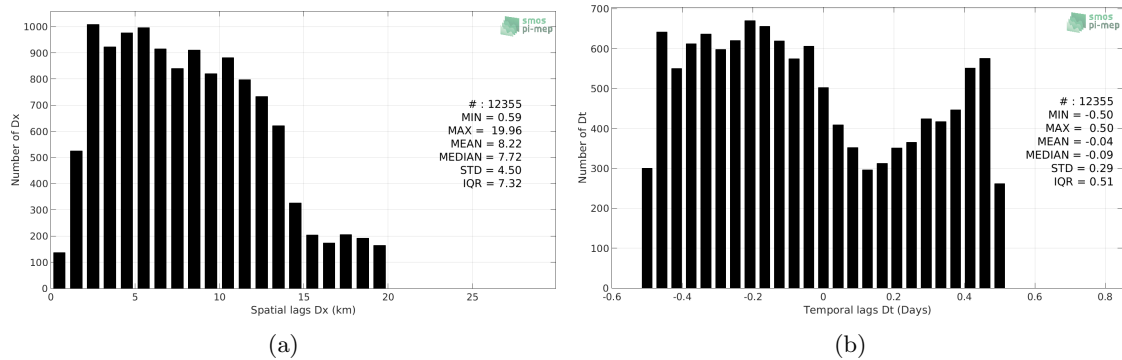 smos
pi-mep
1000
900
800
700
600
500
400
300
200
100
0
Number of Dx
# : 12355
MIN = 0.59
MAX = 19.96
MEAN = 8.22
MEDIAN = 7.72
STD = 4.50
IQR = 7.32
0 5 10 15 20 25
Spatial lags Dx (km)
(a)
smos
pi-mep
700
600
500
400
300
200
100
0
Number of Dt
# : 12355
MIN = -0.50
MAX = 0.50
MEAN = -0.04
MEDIAN = -0.09
STD = 0.29
IQR = 0.51
-0.6 -0.4 -0.2 0 0.2 0.4 0.6 0.8
Temporal lags Dt (Days)
(b)